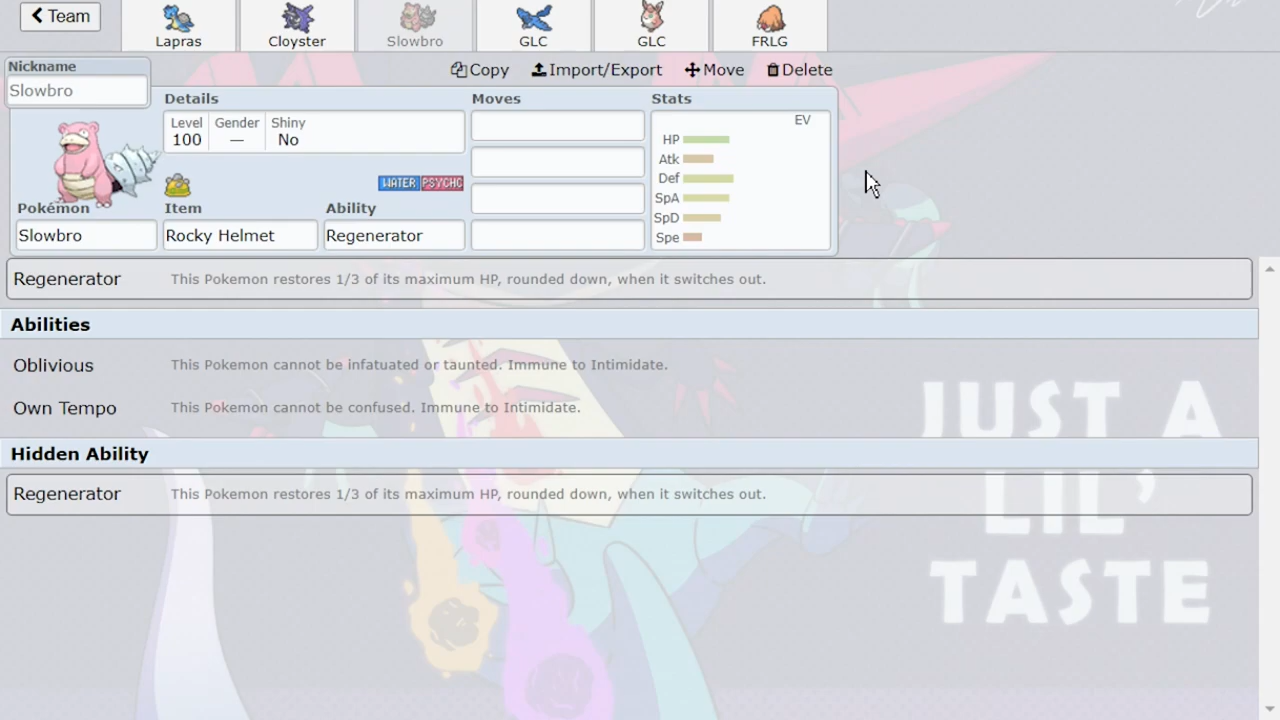 Team
Lapras
Cloyster
Slowbro
GLC
GLC
FRLG
Nickname
Slowbro
Copy
Import/Export
Move
Delete
Details
Level
100
Gender
—
Shiny
No
WATER PSYCHC
Pokémon
Slowbro
Item
Rocky Helmet
Ability
Regenerator
Moves
Stats
EV
HP
Atk
Def
SpA
SpD
Spe
Regenerator This Pokemon restores 1/3 of its maximum HP, rounded down, when it switches out.
Abilities
Oblivious This Pokemon cannot be infatuated or taunted. Immune to Intimidate.
Own Tempo This Pokemon cannot be confused. Immune to Intimidate.
Hidden Ability
Regenerator This Pokemon restores 1/3 of its maximum HP, rounded down, when it switches out.
JUST A
LIL'
TASTE